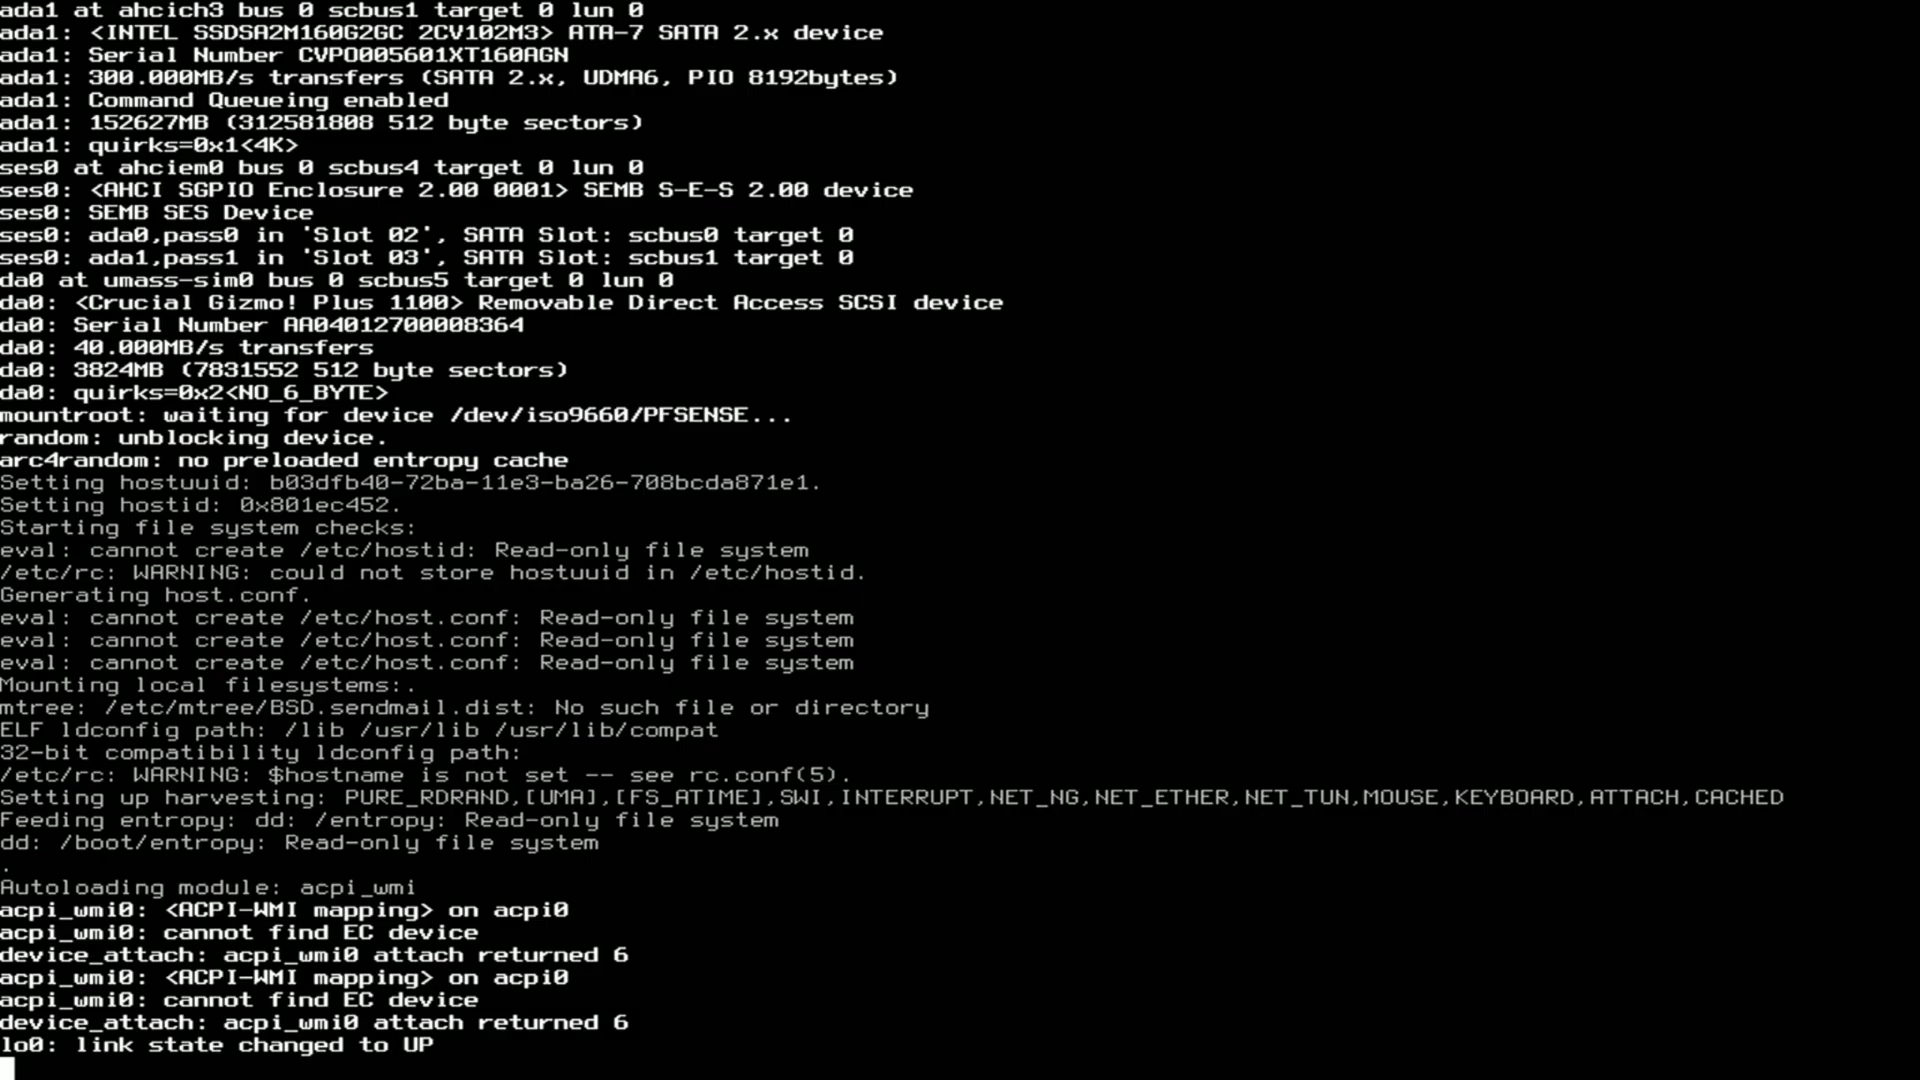 ada1 at ahcich3 bus 0 scbus1 target 0 lun 0
ada1: <INTEL SSDSA2M160G2GC 2CV102M3> ATA-7 SATA 2.x device
ada1: Serial Number CVPO005601XT160AGN
ada1: 300.000MB/s transfers (SATA 2.x, UDMA6, PIO 8192bytes)
ada1: Command Queueing enabled
ada1: 152627MB (312581808 512 byte sectors)
ada1: quirks=0x1<4K>
ses0 at ahciem0 bus 0 scbus4 target 0 lun 0
ses0: <AHCI SGPIO Enclosure 2.00 0001> SEMB S-E-S 2.00 device
ses0: SEMB SES Device
ses0: ada0,pass0 in 'Slot 02', SATA Slot: scbus0 target 0
ses0: ada1,pass1 in 'Slot 03', SATA Slot: scbus1 target 0
da0 at umass-sim0 bus 0 scbus5 target 0 lun 0
da0: <Crucial Gizmo! Plus 1100> Removable Direct Access SCSI device
da0: Serial Number AA04012700008364
da0: 40.000MB/s transfers
da0: 3824MB (7831552 512 byte sectors)
da0: quirks=0x2<NO_6_BYTE>
mountroot: waiting for device /dev/iso9660/PFSENSE...
random: unblocking device.
arc4random: no preloaded entropy cache
Setting hostuuid: b03dfb40-72ba-11e3-ba26-708bcda871e1.
Setting hostid: 0x801ec452.
Starting file system checks:
eval: cannot create /etc/hostid: Read-only file system
/etc/rc: WARNING: could not store hostuuid in /etc/hostid.
Generating host.conf.
eval: cannot create /etc/host.conf: Read-only file system
eval: cannot create /etc/host.conf: Read-only file system
eval: cannot create /etc/host.conf: Read-only file system
Mounting local filesystems:.
mtree: /etc/mtree/BSD.sendmail.dist: No such file or directory
ELF ldconfig path: /lib /usr/lib /usr/lib/compat
32-bit compatibility ldconfig path:
/etc/rc: WARNING: $hostname is not set -- see rc.conf(5).
Setting up harvesting: PURE_RDRAND,[UMA],[FS_ATIME],SWI,INTERRUPT,NET_NG,NET_ETHER,NET_TUN,MOUSE,KEYBOARD,ATTACH,CACHED
Feeding entropy: dd: /entropy: Read-only file system
dd: /boot/entropy: Read-only file system
.
Autoloading module: acpi_wmi
acpi_wmi0: <ACPI-WMI mapping> on acpi0
acpi_wmi0: cannot find EC device
device_attach: acpi_wmi0 attach returned 6
acpi_wmi0: <ACPI-WMI mapping> on acpi0
acpi_wmi0: cannot find EC device
device_attach: acpi_wmi0 attach returned 6
lo0: link state changed to UP